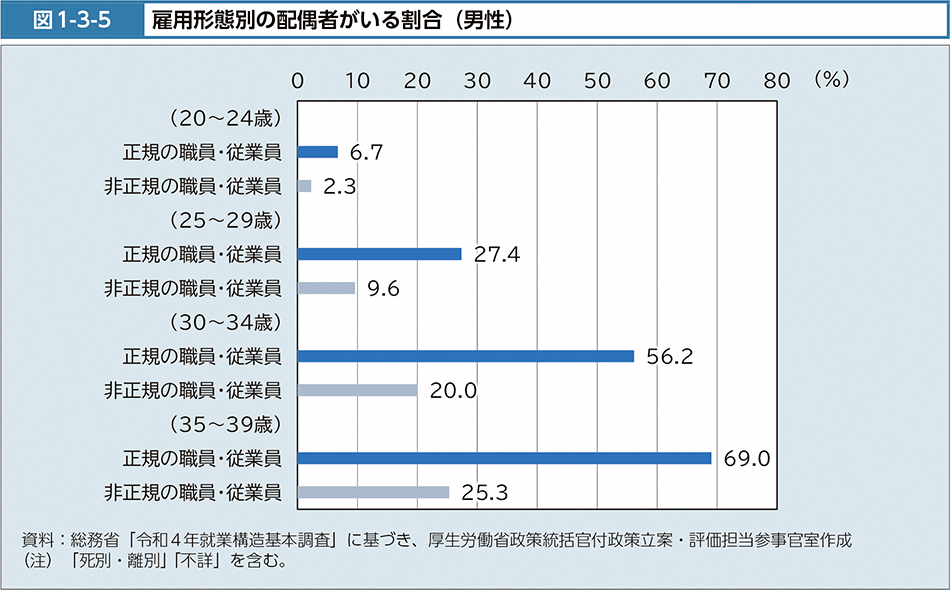 図1-3-5 雇用形態別の配偶者がいる割合（男性）
0 10 20 30 40 50 60 70 80 （%）
（20～24歳）
正規の職員・従業員 6.7
非正規の職員・従業員 2.3
（25～29歳）
正規の職員・従業員 27.4
非正規の職員・従業員 9.6
（30～34歳）
正規の職員・従業員 56.2
非正規の職員・従業員 20.0
（35～39歳）
正規の職員・従業員 69.0
非正規の職員・従業員 25.3
資料：総務省「令和４年就業構造基本調査」に基づき、厚生労働省政策統括官付政策立案・評価担当参事官室作成
（注）「死別・離別」「不詳」を含む。